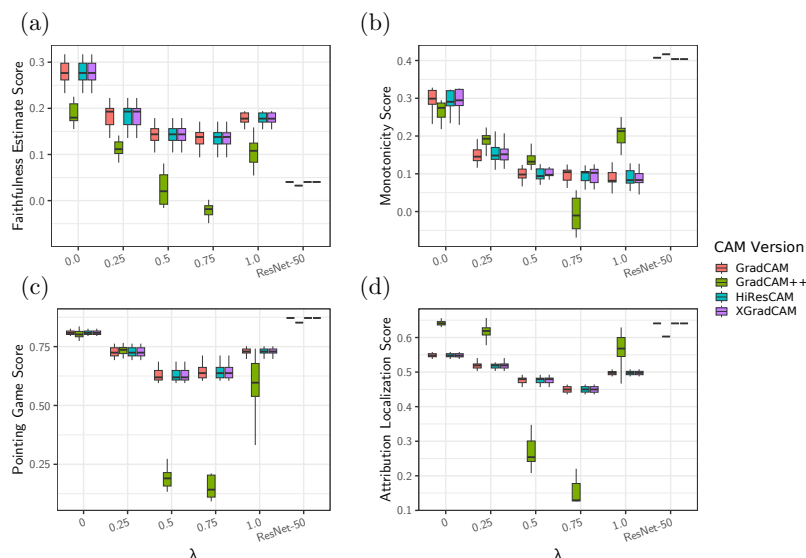 (a)
(b)
0.3
0.2
0.1
0.0
Faithfulness Estimate Score
0.0
0.25
0.5
0.75
1.0
ResNet-50
0.4
0.3
0.2
0.1
0.0
Monotonicity Score
0.0
0.25
0.5
0.75
1.0
ResNet-50
CAM Version
GradCAM
GradCAM++
HiResCAM
XGradCAM
(c)
(d)
0.75
0.50
0.25
Pointing Game Score
0
0.25
0.5
0.75
1.0
ResNet-50
λ
0.6
0.5
0.4
0.3
0.2
0.1
Attribution Localization Score
0
0.25
0.5
0.75
1.0
ResNet-50
λ